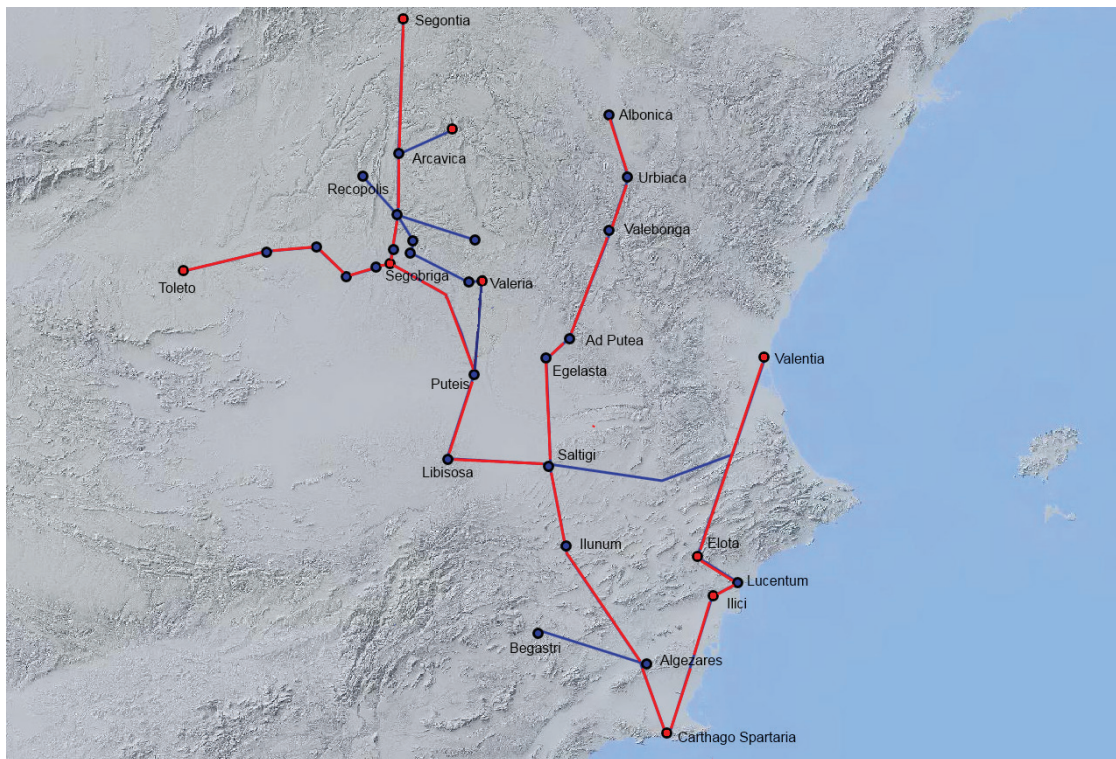 Segontia
Albonica
Arcavica
Urbiaca
Recopolis
Valebonga
Segobriga
Toleto
Valeria
Ad Putea
Valentia
Egelasta
Puteis
Saltigi
Libisosa
Ilunum
Elota
Lucentum
Ilici
Begastri
Algezares
Carthago Spartaria